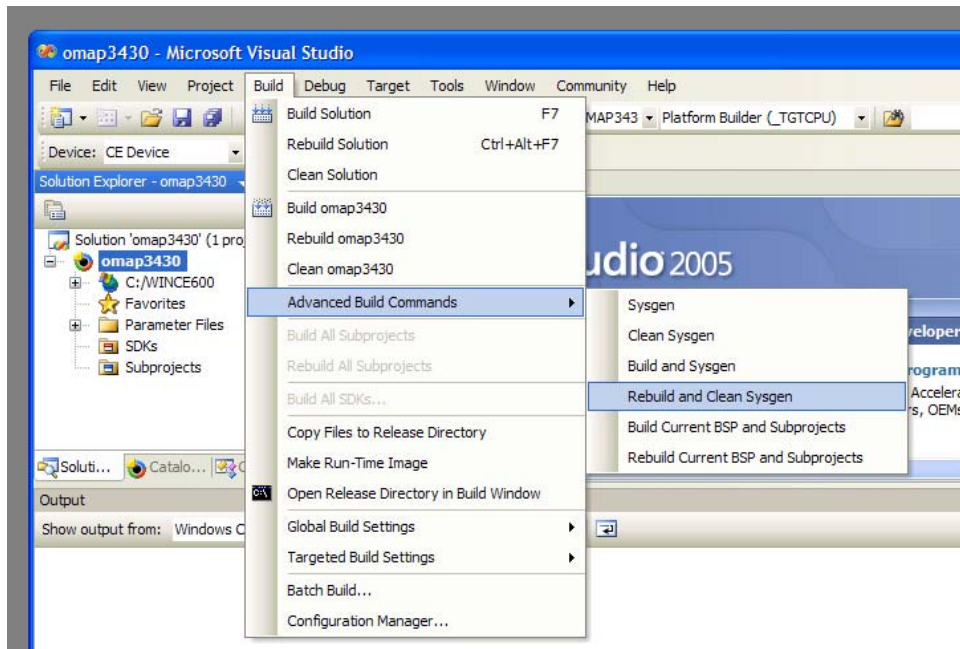 omap3430 - Microsoft Visual Studio
File Edit View Project Build Debug Target Tools Window Community Help
MAP343 Platform Builder (_TGTCPU)
Device: CE Device
Solution Explorer - omap3430
Solution 'omap3430' (1 pro
omap3430
C:/WINCE600
Favorites
Parameter Files
SDKs
Subprojects
Soluti... Catalo... C
Output
Show output from: Windows C
Build Solution F7
Rebuild Solution Ctrl+Alt+F7
Clean Solution
Build omap3430
Rebuild omap3430
Clean omap3430
Advanced Build Commands
Build All Subprojects
Rebuild All Subprojects
Build All SDKs...
Copy Files to Release Directory
Make Run-Time Image
Open Release Directory in Build Window
Global Build Settings
Targeted Build Settings
Batch Build...
Configuration Manager...
Sysgen
Clean Sysgen
Build and Sysgen
Rebuild and Clean Sysgen
Build Current BSP and Subprojects
Rebuild Current BSP and Subprojects
udio 2005
veloper
rogram
Accelera
rs, OEMs